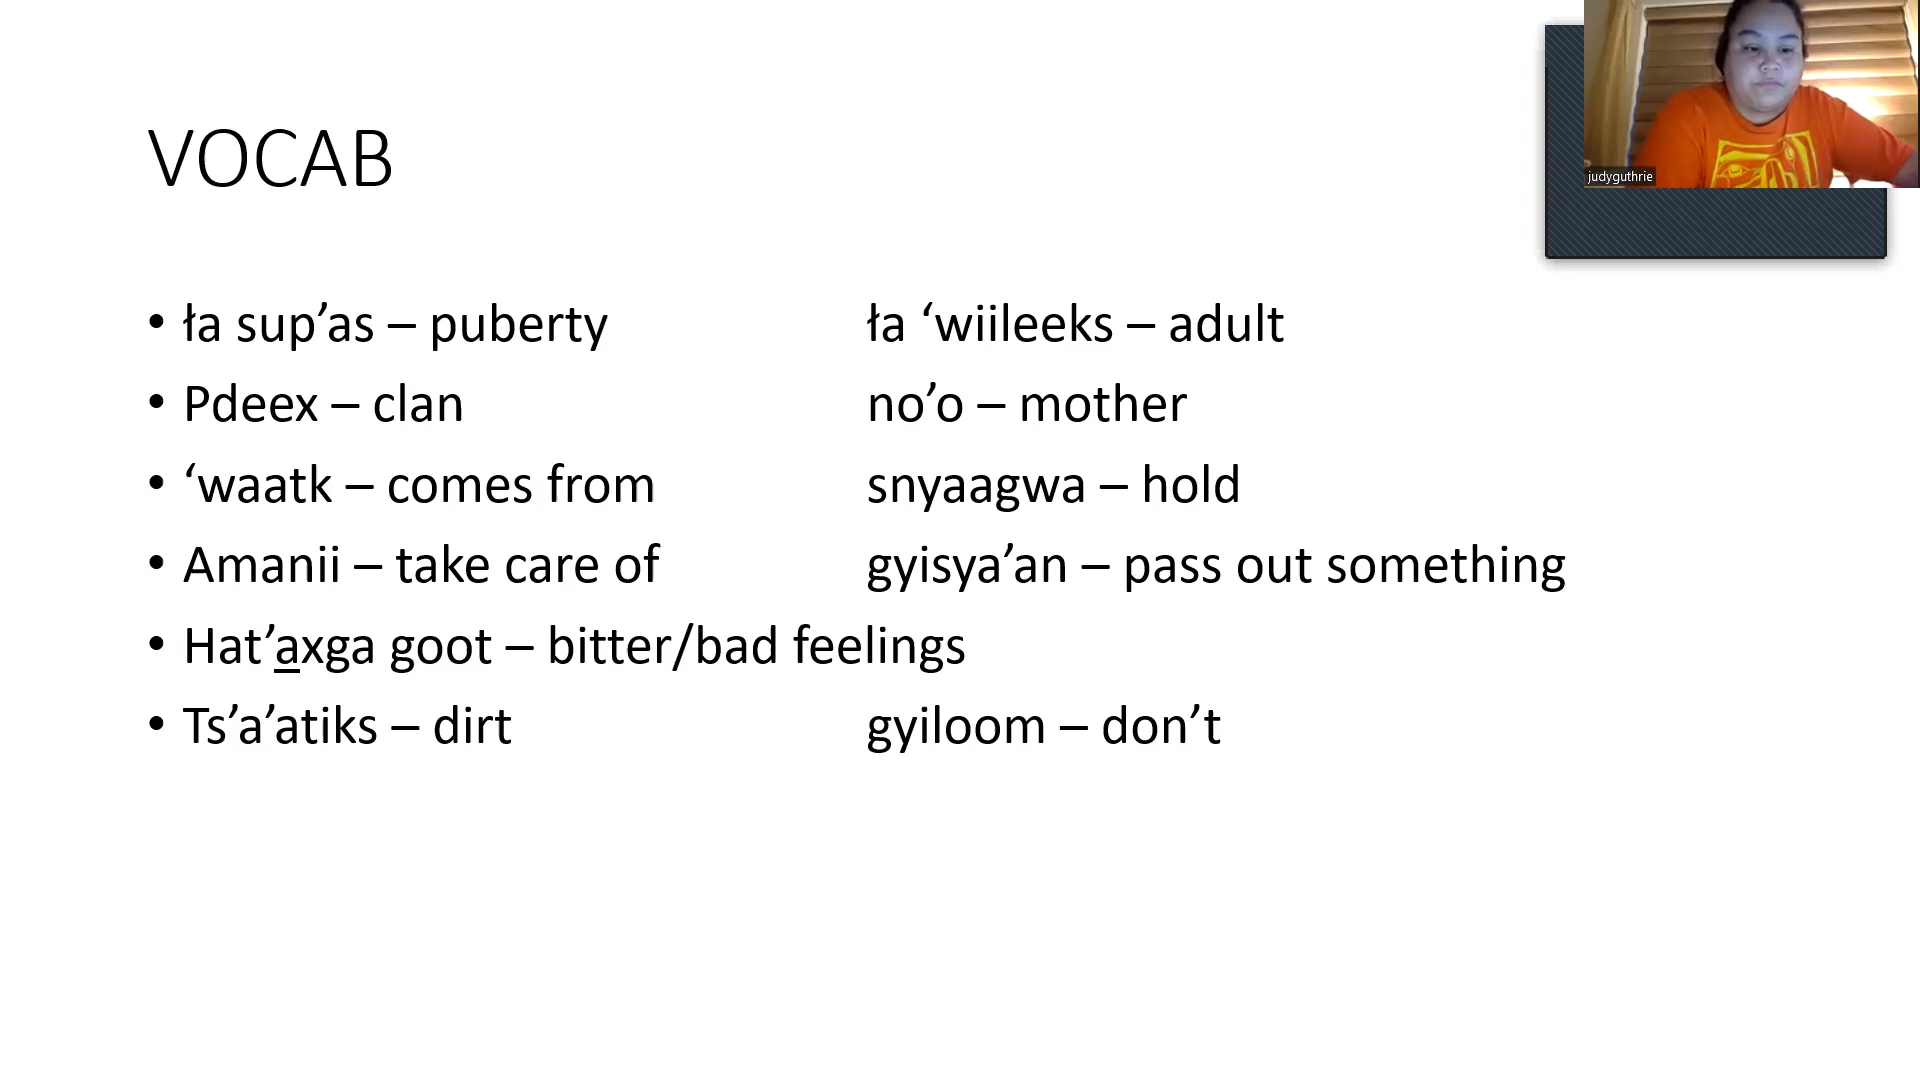 judyguthrie
VOCAB
• ła sup’as – puberty ła ‘wiileeks – adult
• Pdeex – clan no’o – mother
• ‘waatk – comes from snyaagwa – hold
• Amanii – take care of gyisya’an – pass out something
• Hat’a̲xga goot – bitter/bad feelings
• Ts’a’atiks – dirt gyiloom – don’t